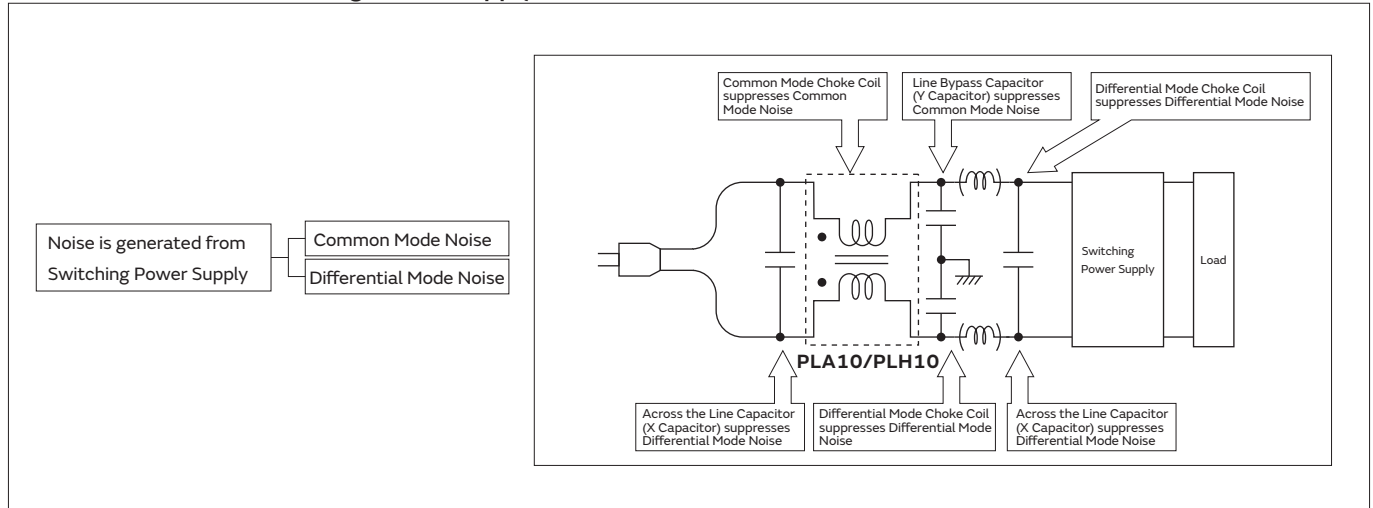 Noise is generated from
Switching Power Supply
Common Mode Noise
Differential Mode Noise
Common Mode Choke Coil
suppresses Common
Mode Noise
Line Bypass Capacitor
(Y Capacitor) suppresses
Common Mode Noise
Differential Mode Choke Coil
suppresses Differential Mode Noise
Switching
Power Supply
Load
PLA10/PLH10
Across the Line Capacitor
(X Capacitor) suppresses
Differential Mode Noise
Differential Mode Choke Coil
suppresses Differential Mode
Noise
Across the Line Capacitor
(X Capacitor) suppresses
Differential Mode Noise